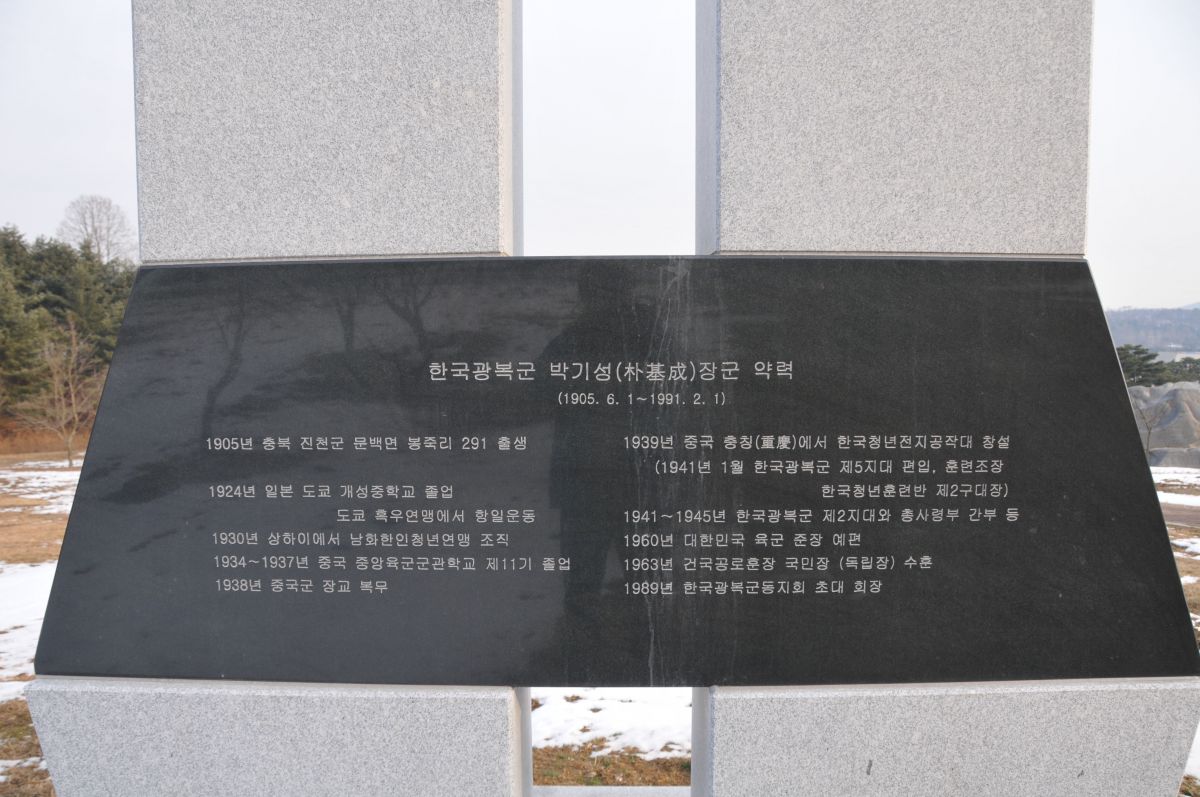 한국광복군 박기성(朴基成)장군 약력
(1905. 6. 1~1991. 2. 1)
1905년 충북 진천군 문백면 봉죽리 291 출생
1924년 일본 도쿄 개성중학교 졸업
도쿄 흑우연맹에서 항일운동
1930년 상하이에서 남화한인청년연맹 조직
1934~1937년 중국 중앙육군군관학교 제11기 졸업
1938년 중국군 장교 복무
1939년 중국 충칭(重慶)에서 한국청년전지공작대 창설
(1941년 1월 한국광복군 제5지대 편입, 훈련조장
한국청년훈련반 제2구대장)
1941~1945년 한국광복군 제2지대와 총사령부 간부 등
1960년 대한민국 육군 준장 예편
1963년 건국공로훈장 국민장 (독립장) 수훈
1989년 한국광복군동지회 초대 회장